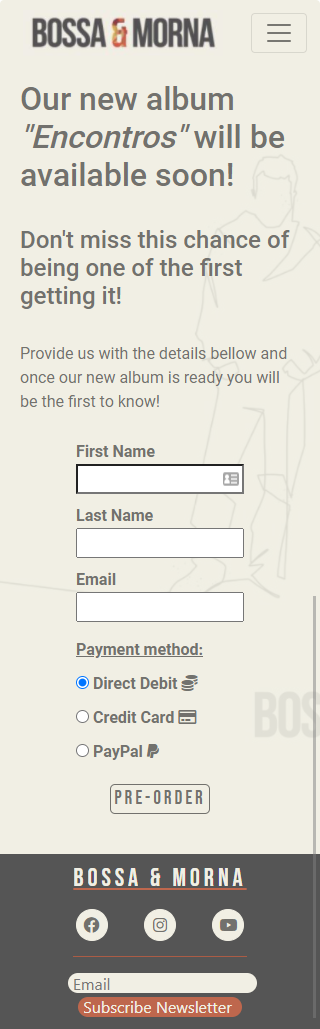 BOSSA & MORNA
Our new album
"Encontros" will be
available soon!
Don't miss this chance of
being one of the first
getting it!
Provide us with the details bellow and
once our new album is ready you will
be the first to know!
First Name
Last Name
Email
Payment method:
Direct Debit
Credit Card
PayPal
BOS
PRE-ORDER
BOSSA & MORNA
Email
Subscribe Newsletter